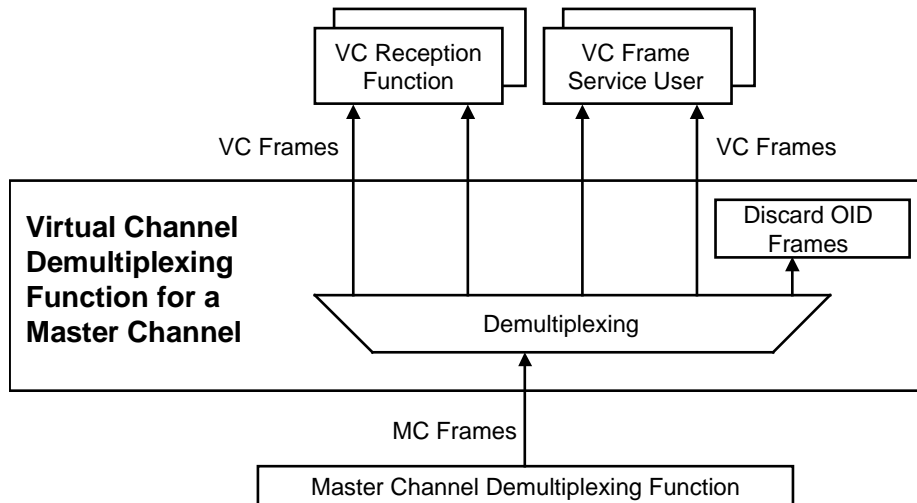 VC Reception
Function
VC Frame
Service User
VC Frames
VC Frames
Virtual Channel
Demultiplexing
Function for a
Master Channel
Discard OID
Frames
Demultiplexing
MC Frames
Master Channel Demultiplexing Function